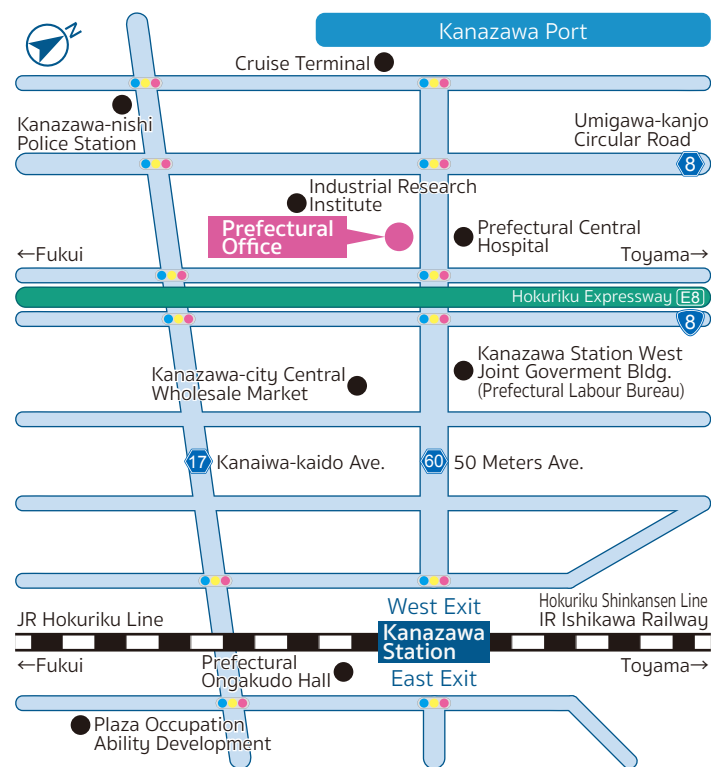 N
Kanazawa Port
Cruise Terminal
Kanazawa-nishi
Police Station
Umigawa-kanjo
Circular Road
8
Industrial Research
Institute
Prefectural
Office
Prefectural Central
Hospital
←Fukui
Toyama→
Hokuriku Expressway E8
8
Kanazawa Station West
Joint Goverment Bldg.
(Prefectural Labour Bureau)
Kanazawa-city Central
Wholesale Market
17 Kanaiwa-kaido Ave.
60 50 Meters Ave.
West Exit
Hokuriku Shinkansen Line
JR Hokuriku Line
IR Ishikawa Railway
Kanazawa
Station
←Fukui
Toyama→
Prefectural
Ongakudo Hall
East Exit
Plaza Occupation
Ability Development